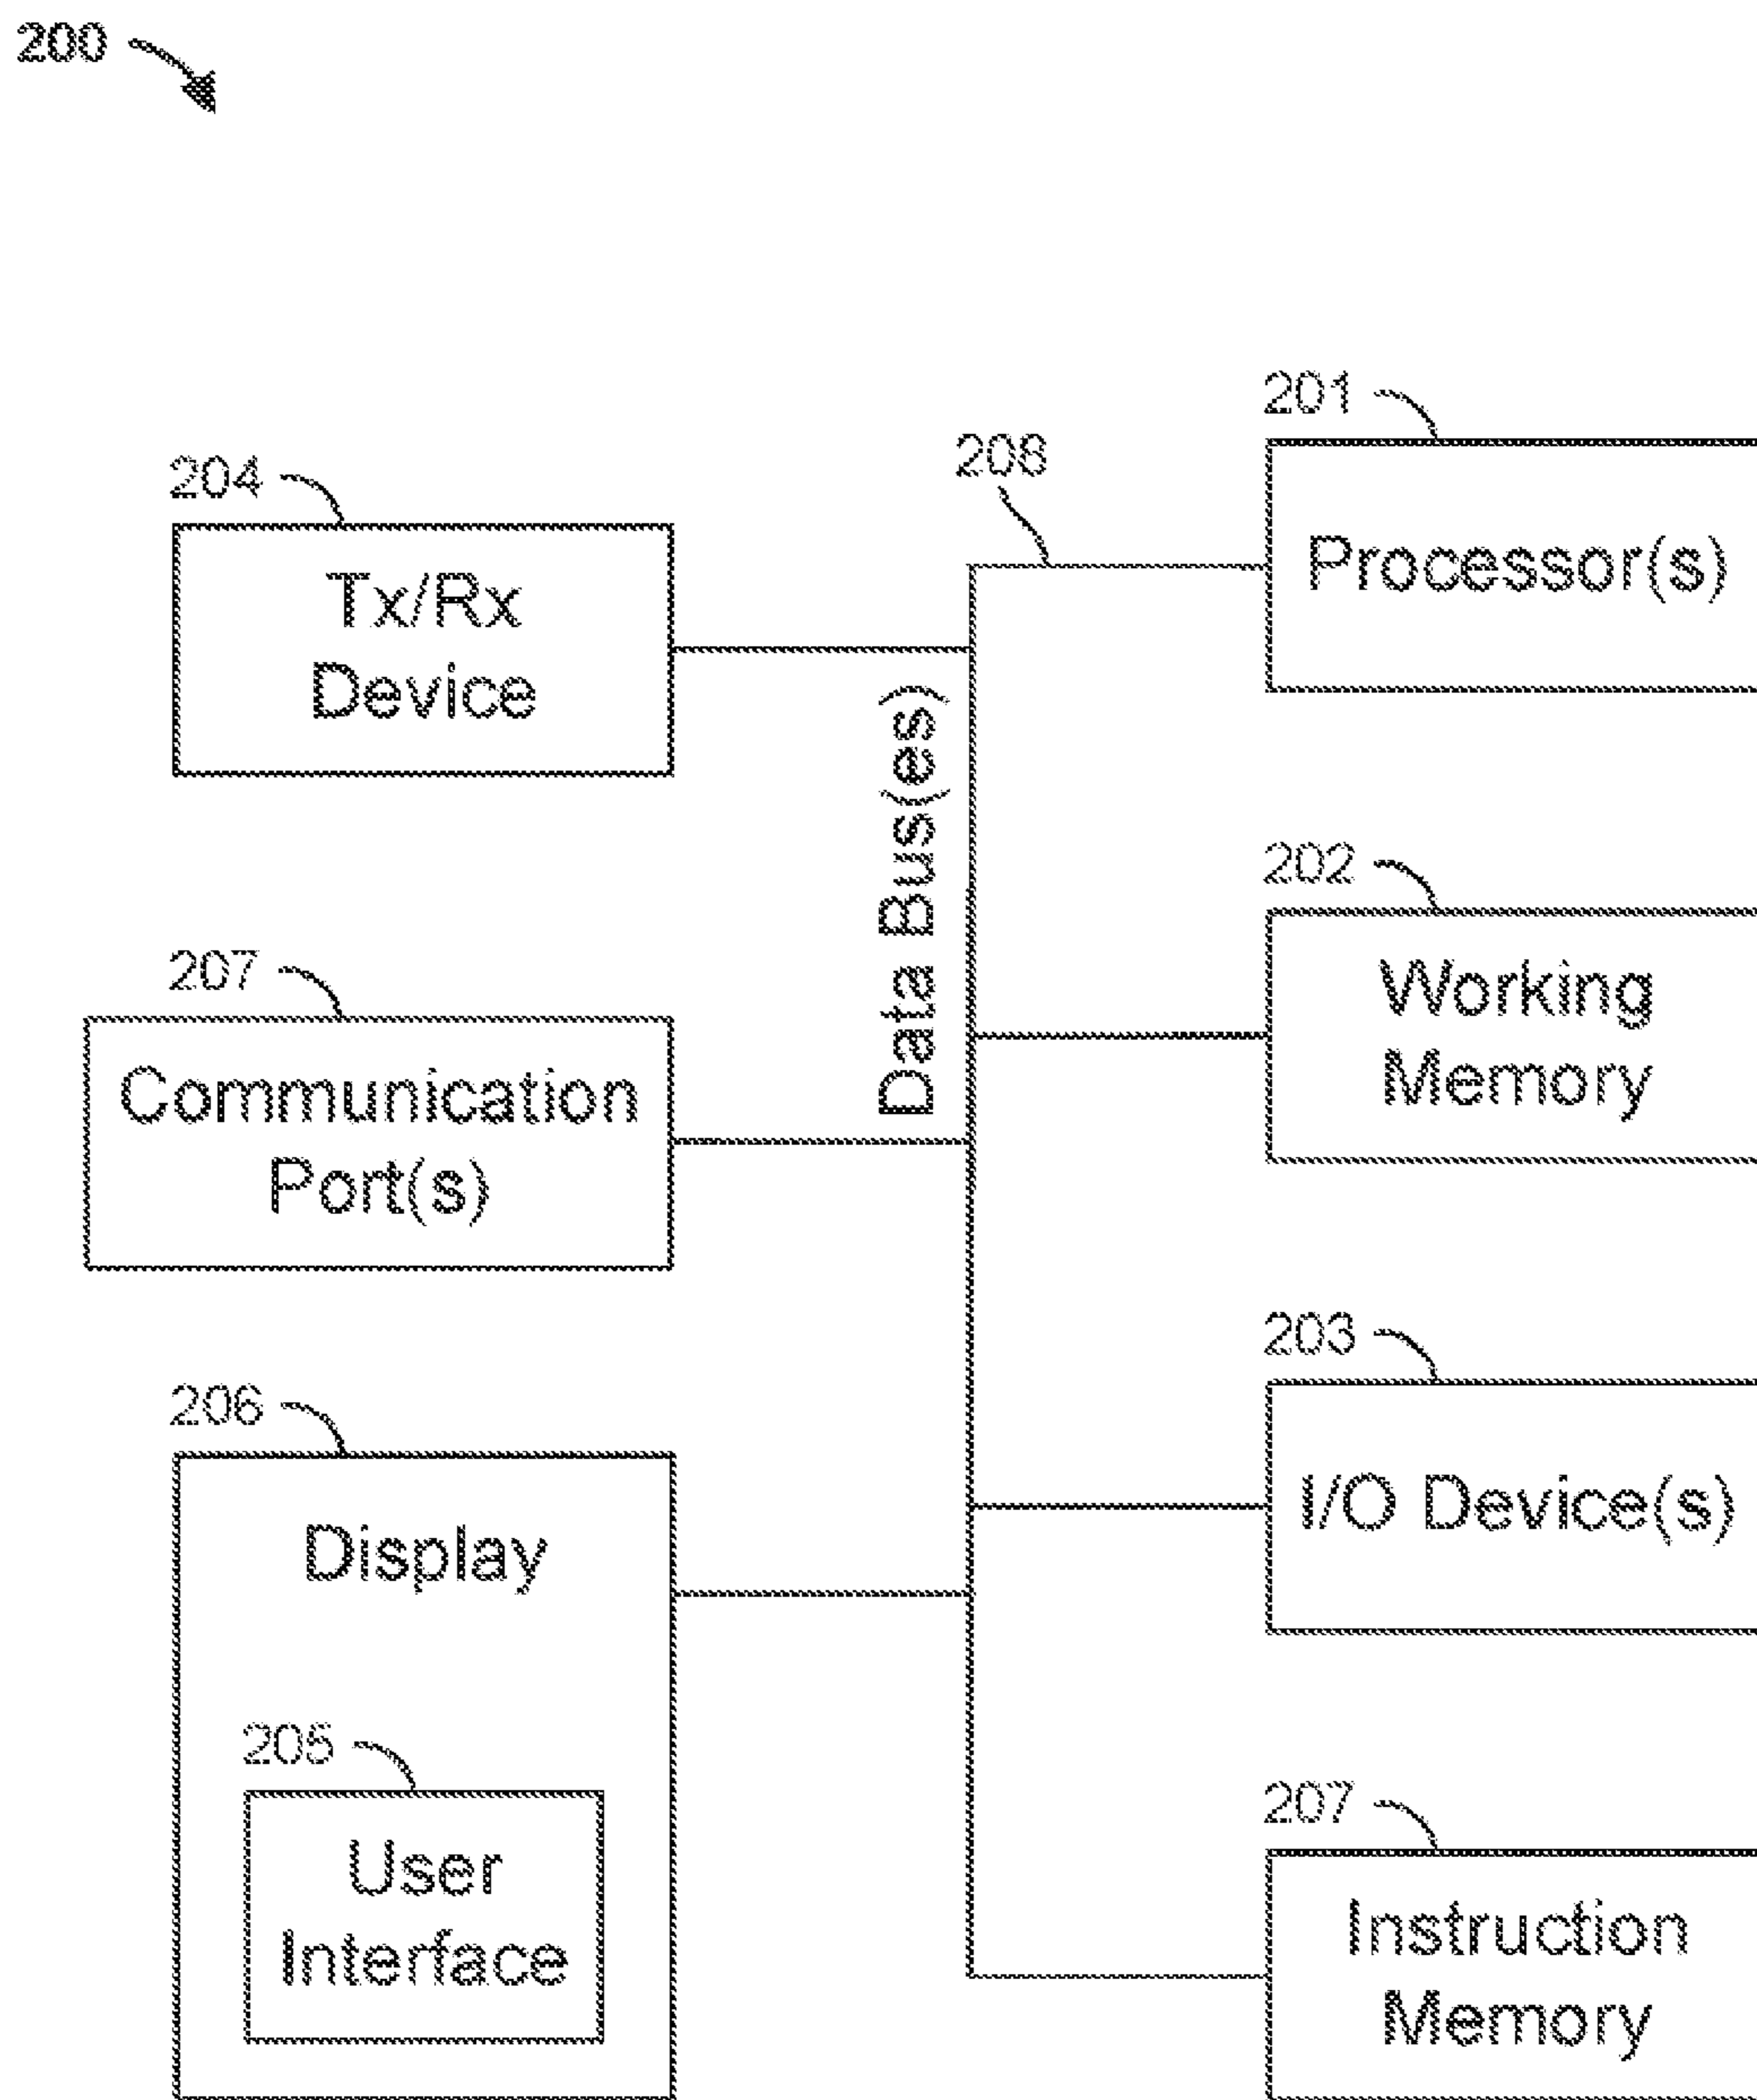 200
201
208
204
Processor(s)
Tx/Rx
Device
Data Bus(es)
202
207
Working
Memory
Communication
Port(s)
203
206
I/O Device(s)
Display
205
207
User
Interface
Instruction
Memory